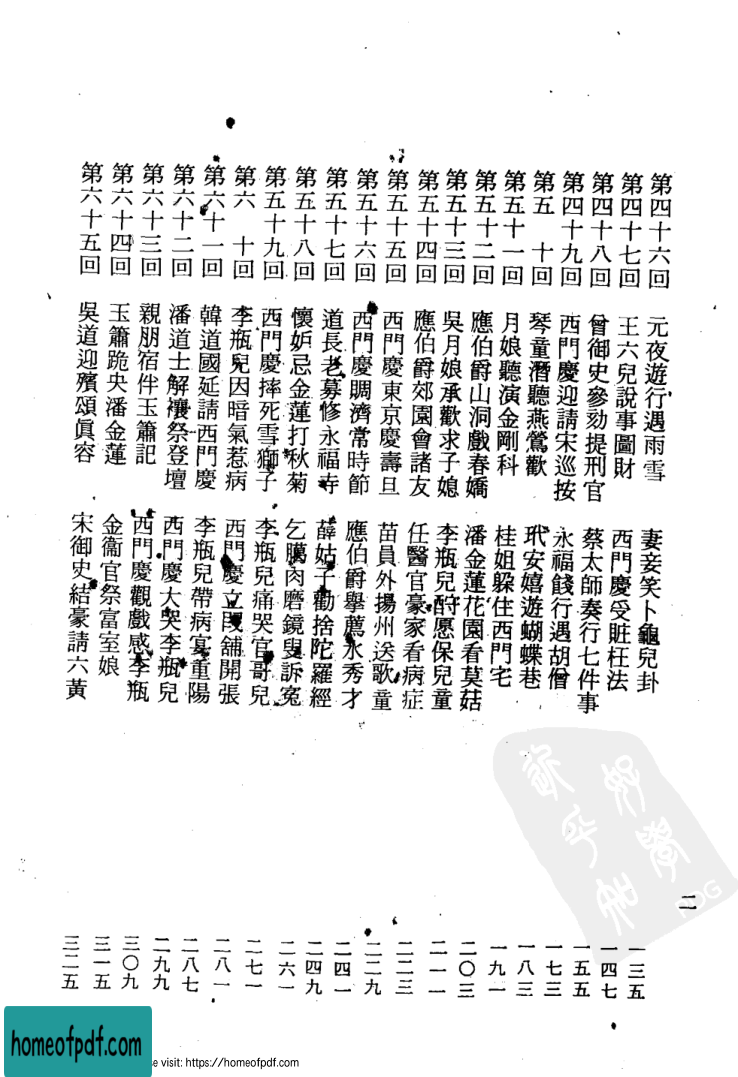 第四十六回 元夜遊行遇雨雪 妻妾笑卜龜兒卦 一三五
第四十七回 王六兒說事圖財 西門慶受賍枉法 一四七
第四十八回 曾御史參劾提刑官 蔡太師奏行七件事 一五五
第四十九回 西門慶迎請宋巡按 永福餞行遇胡僧 一七三
第五 十回 琴童潛聽燕鶯歡 玳安嬉遊蝴蝶巷 一八三
第五十一回 月娘聽演金剛科 桂姐躲住西門宅 一九一
第五十二回 應伯爵山洞戲春嬌 潘金蓮花園看莫菇 二〇三
第五十三回 吳月娘承歡求子媳 李瓶兒酧愿保兒童 二一一
第五十四回 應伯爵郊園會諸友 任醫官豪家看病症 二二三
第五十五回 西門慶東京慶壽旦 苗員外揚州送歌童 二二九
第五十六回 西門慶賙濟常時節 應伯爵舉薦水秀才 二四一
第五十七回 道長老募修永福寺 薛姑子勸捨陀羅經 二四九
第五十八回 懷妒忌金蓮打秋菊 乞臈肉磨鏡叟訴冤 二六一
第五十九回 西門慶摔死雪獅子 李瓶兒痛哭官哥兒 二七一
第六 十回 李瓶兒因暗氣惹病 西門慶立段舖開張 二八一
第六十一回 韓道國延請西門慶 李瓶兒帶病宴重陽 二八七
第六十二回 潘道士解禳祭登壇 西門慶大哭李瓶兒 二九九
第六十三回 親朋宿伴玉簫記 西門慶觀戲感李瓶 三〇九
第六十四回 玉簫跪央潘金蓮 金衞官祭富室娘 三一五
第六十五回 吳道迎殯頌眞容 宋御史結豪請六黃 三二五
二
homeofpdf.com
se visit: https://homeofpdf.com